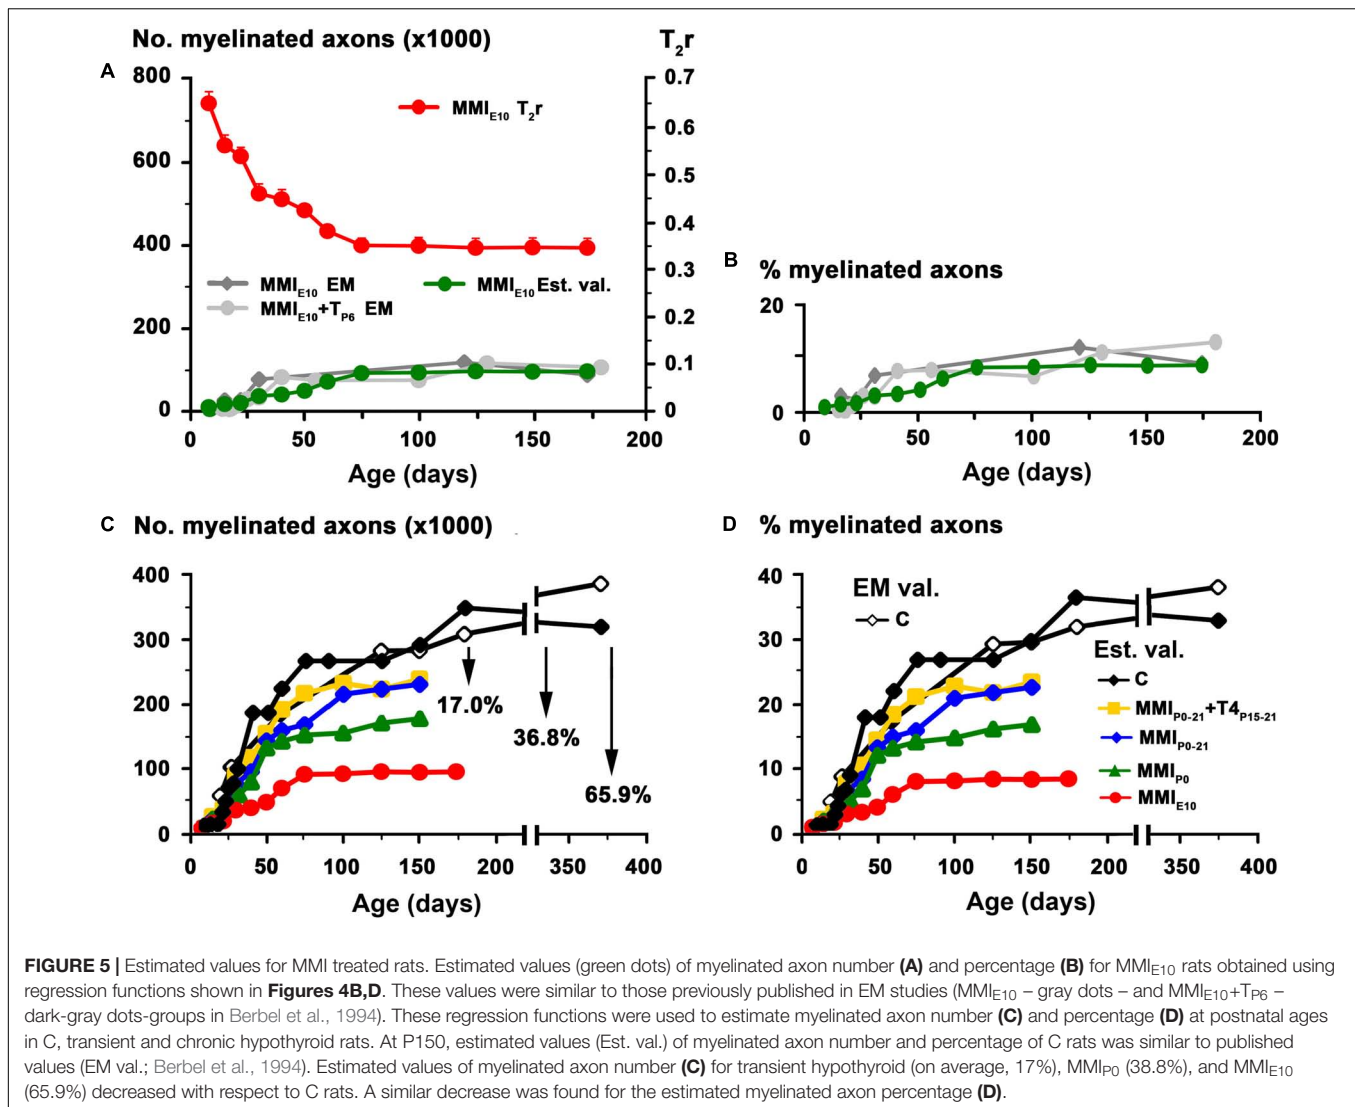 No. myelinated axons (x1000)
T2r
A
800
600
400
200
0
0.7
0.6
0.5
0.4
0.3
0.2
0.1
0
MMIE10 T2r
MMIE10 EM
MMIE10+TP6 EM
MMIE10 Est. val.
0 50 100 150 200
Age (days)
B
% myelinated axons
20
0
0 50 100 150 200
Age (days)
C
No. myelinated axons (x1000)
400
300
200
100
0
17.0%
36.8%
65.9%
0 50 100 150 200 350 400
Age (days)
D
% myelinated axons
40
30
20
10
0
EM val.
C
Est. val.
C
MMIP0-21+T4P15-21
MMIP0-21
MMIP0
MMIE10
0 50 100 150 200 350 400
Age (days)
FIGURE 5 | Estimated values for MMI treated rats. Estimated values (green dots) of myelinated axon number (A) and percentage (B) for MMIE10 rats obtained using
regression functions shown in Figures 4B,D. These values were similar to those previously published in EM studies (MMIE10 – gray dots – and MMIE10+TP6 –
dark-gray dots-groups in Berbel et al., 1994). These regression functions were used to estimate myelinated axon number (C) and percentage (D) at postnatal ages
in C, transient and chronic hypothyroid rats. At P150, estimated values (Est. val.) of myelinated axon number and percentage of C rats was similar to published
values (EM val.; Berbel et al., 1994). Estimated values of myelinated axon number (C) for transient hypothyroid (on average, 17%), MMIP0 (38.8%), and MMIE10
(65.9%) decreased with respect to C rats. A similar decrease was found for the estimated myelinated axon percentage (D).